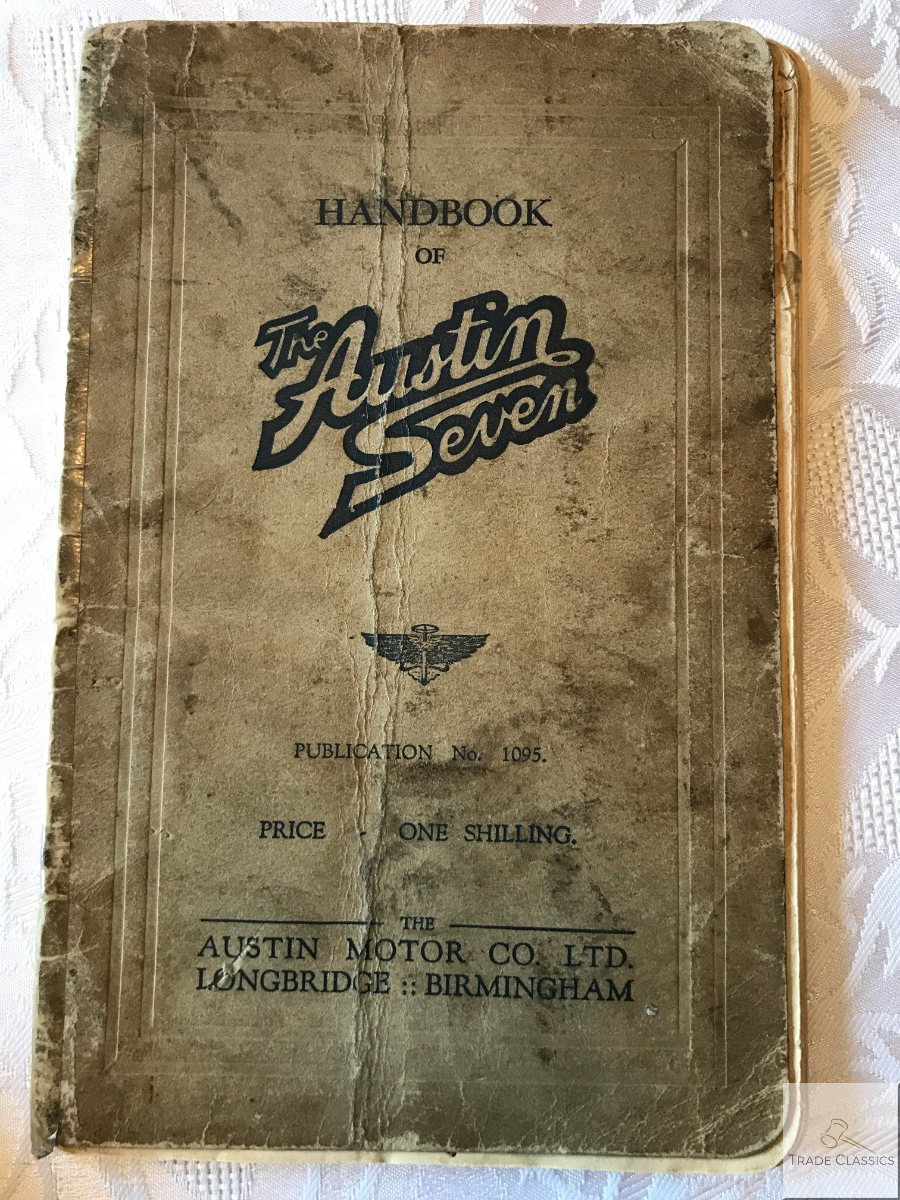 HANDBOOK
OF
The
Austin
Seven
PUBLICATION No. 1095.
PRICE - ONE SHILLING.
THE
AUSTIN MOTOR CO. LTD.
LONGBRIDGE :: BIRMINGHAM
TRADE CLASSICS